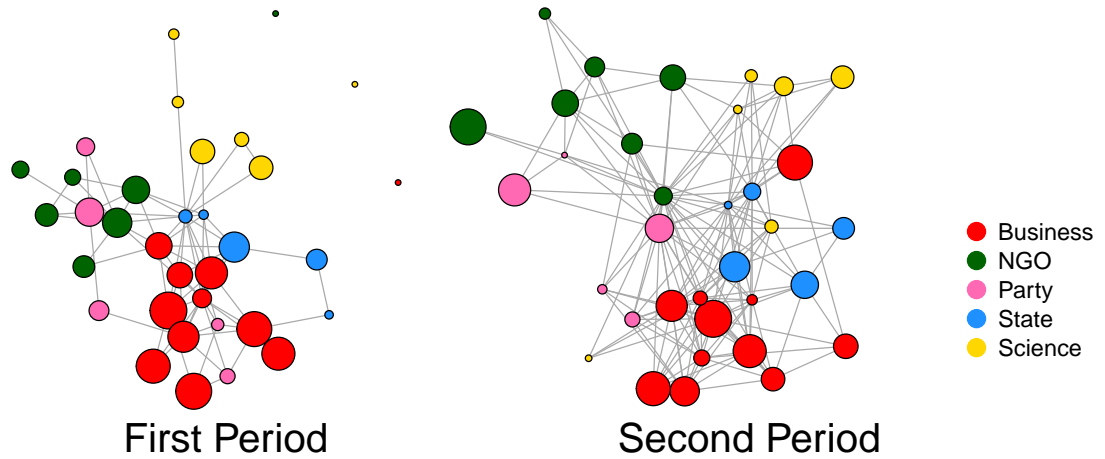 Business
NGO
Party
State
Science
First Period
Second Period